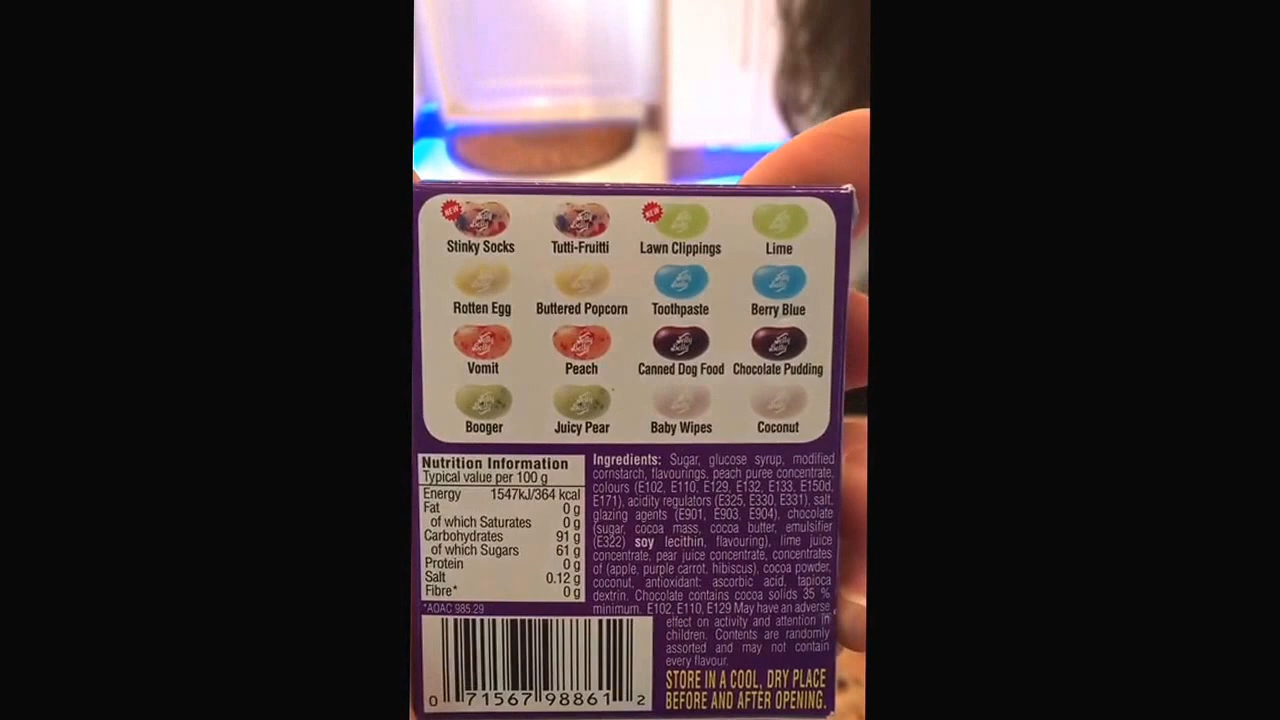 NEW NEW
Stinky Socks Tutti-Fruitti Lawn Clippings Lime
Rotten Egg Buttered Popcorn Toothpaste Berry Blue
Jelly Belly Jelly Belly Jelly Belly Jelly Belly
Vomit Peach Canned Dog Food Chocolate Pudding
Booger Juicy Pear Baby Wipes Coconut
Nutrition Information
Typical value per 100 g
Energy 1547kJ/364 kcal
Fat 0 g
of which Saturates 0 g
Carbohydrates 91 g
of which Sugars 61 g
Protein 0 g
Salt 0.12 g
Fibre* 0 g
*AOAC 985.29
Ingredients: Sugar, glucose syrup, modified
cornstarch, flavourings, peach puree concentrate,
colours (E102, E110, E129, E132, E133, E150d,
E171), acidity regulators (E325, E330, E331), salt,
glazing agents (E901, E903, E904), chocolate
(sugar, cocoa mass, cocoa butter, emulsifier
(E322) soy lecithin, flavouring), lime juice
concentrate, pear juice concentrate, concentrates
of (apple, purple carrot, hibiscus), cocoa powder,
coconut, antioxidant: ascorbic acid, tapioca
dextrin. Chocolate contains cocoa solids 35 %
minimum. E102, E110, E129 May have an adverse
effect on activity and attention in
children. Contents are randomly
assorted and may not contain
every flavour.
STORE IN A COOL, DRY PLACE
BEFORE AND AFTER OPENING.
0 71567 98861 2